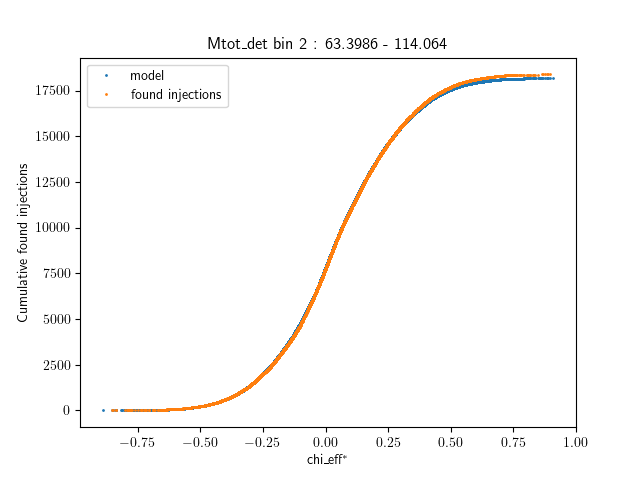 Mtot_det bin 2 : 63.3986 - 114.064
model
found injections
Cumulative found injections
17500
15000
12500
10000
7500
5000
2500
0
−0.75 −0.50 −0.25 0.00 0.25 0.50 0.75 1.00
chi_eff*